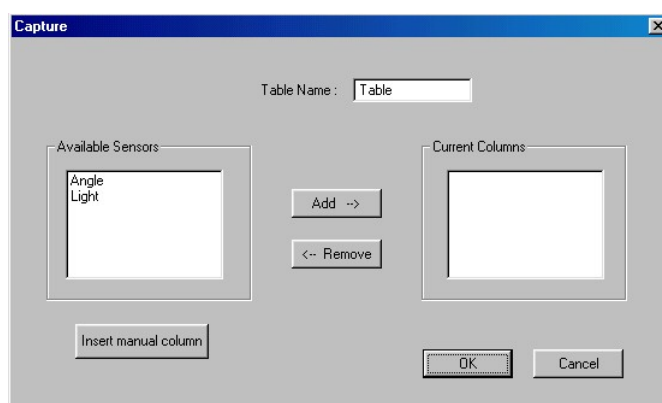 Capture
Table Name : Table
Available Sensors
Angle
Light
Add -->
<-- Remove
Current Columns
Insert manual column
OK
Cancel